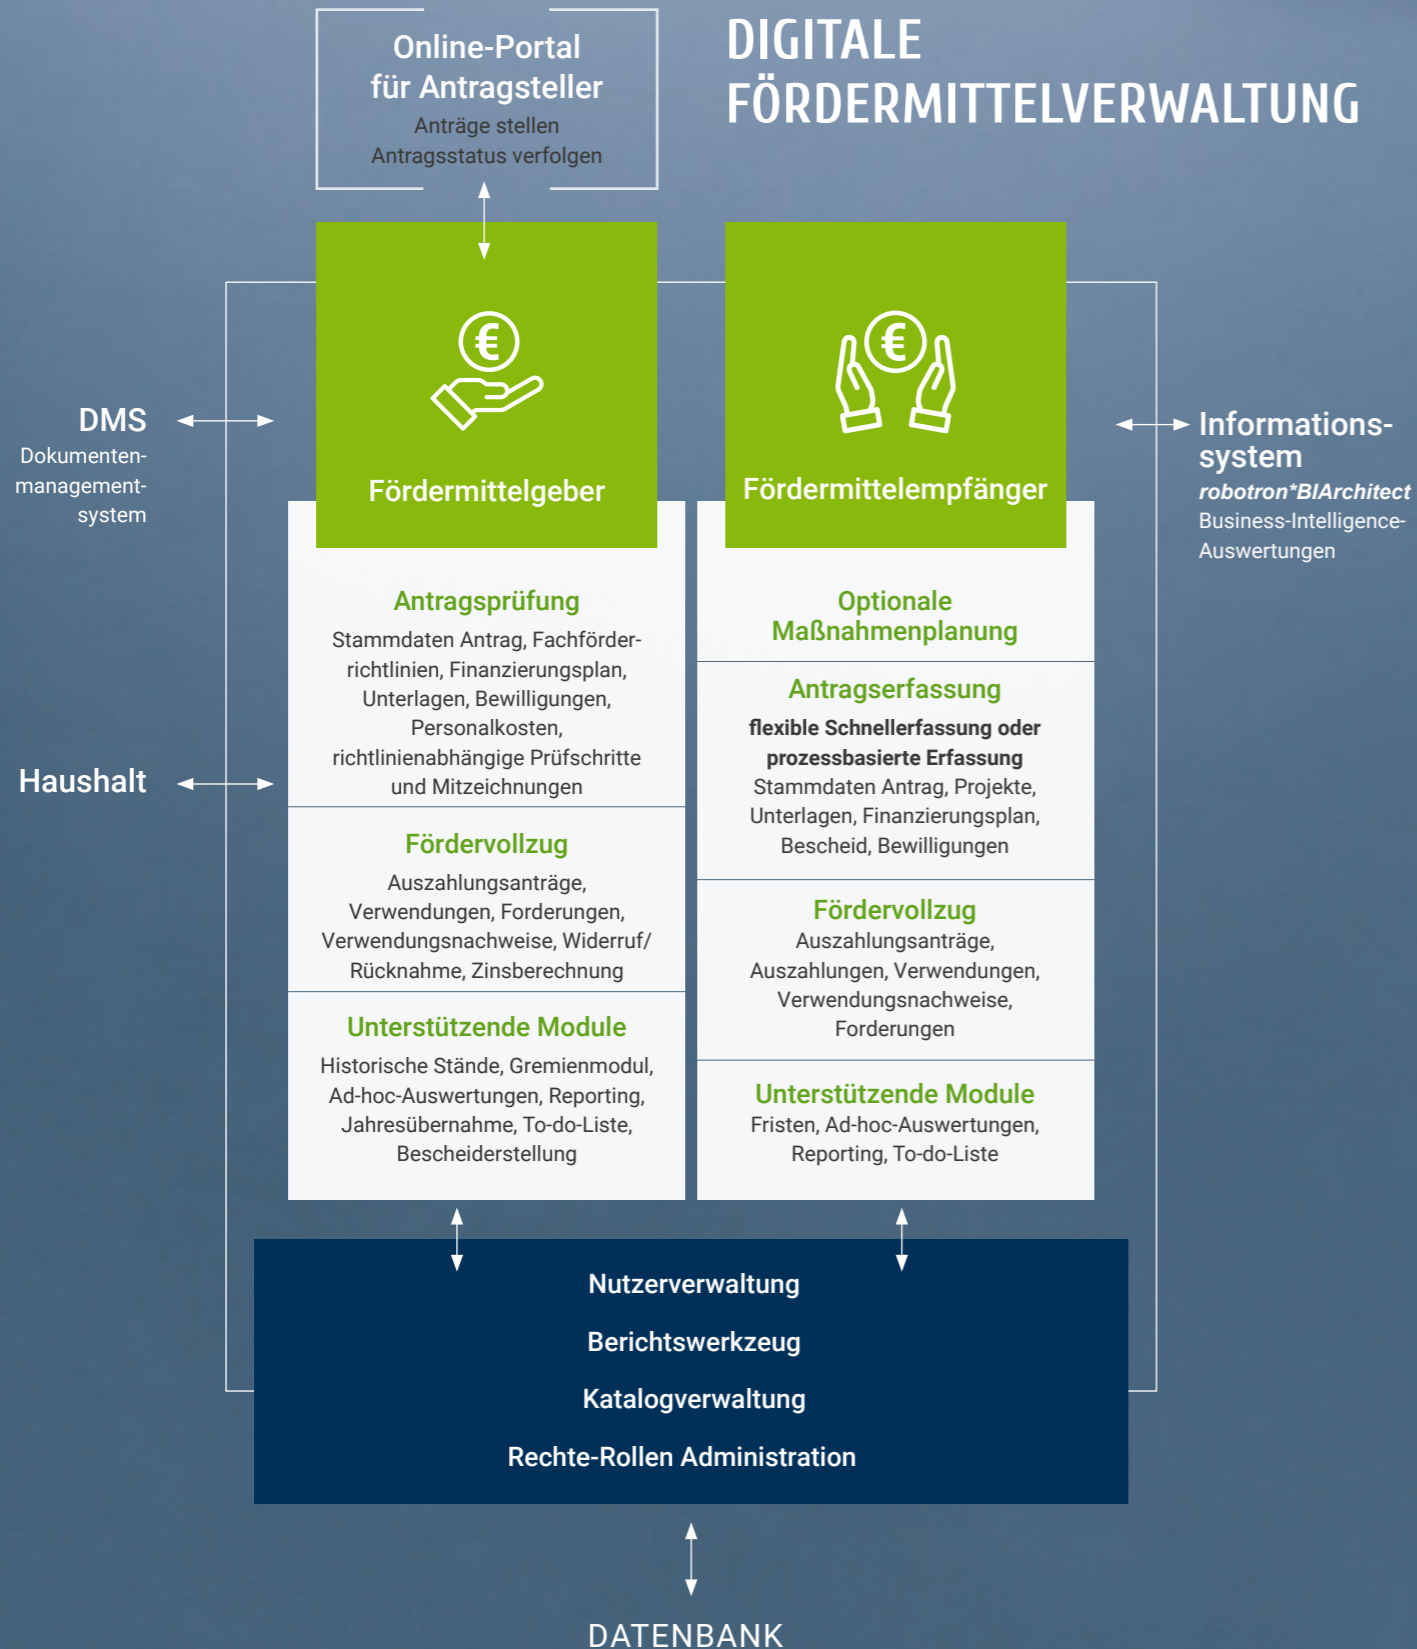 DIGITALE
FÖRDERMITTELVERWALTUNG
Online-Portal
für Antragsteller
Anträge stellen
Antragsstatus verfolgen
DMS
Dokumenten-
management-
system
Haushalt
€
Fördermittelgeber
Antragsprüfung
Stammdaten Antrag, Fachförder-
richtlinien, Finanzierungsplan,
Unterlagen, Bewilligungen,
Personalkosten,
richtlinienabhängige Prüfschritte
und Mitzeichnungen
Fördervollzug
Auszahlungsanträge,
Verwendungen, Forderungen,
Verwendungsnachweise, Widerruf/
Rücknahme, Zinsberechnung
Unterstützende Module
Historische Stände, Gremienmodul,
Ad-hoc-Auswertungen, Reporting,
Jahresübernahme, To-do-Liste,
Bescheiderstellung
€
Fördermittelempfänger
Optionale
Maßnahmenplanung
Antragserfassung
flexible Schnellerfassung oder
prozessbasierte Erfassung
Stammdaten Antrag, Projekte,
Unterlagen, Finanzierungsplan,
Bescheid, Bewilligungen
Fördervollzug
Auszahlungsanträge,
Auszahlungen, Verwendungen,
Verwendungsnachweise,
Forderungen
Unterstützende Module
Fristen, Ad-hoc-Auswertungen,
Reporting, To-do-Liste
Informations-
system
robotron*BIArchitect
Business-Intelligence-
Auswertungen
Nutzerverwaltung
Berichtswerkzeug
Katalogverwaltung
Rechte-Rollen Administration
DATENBANK